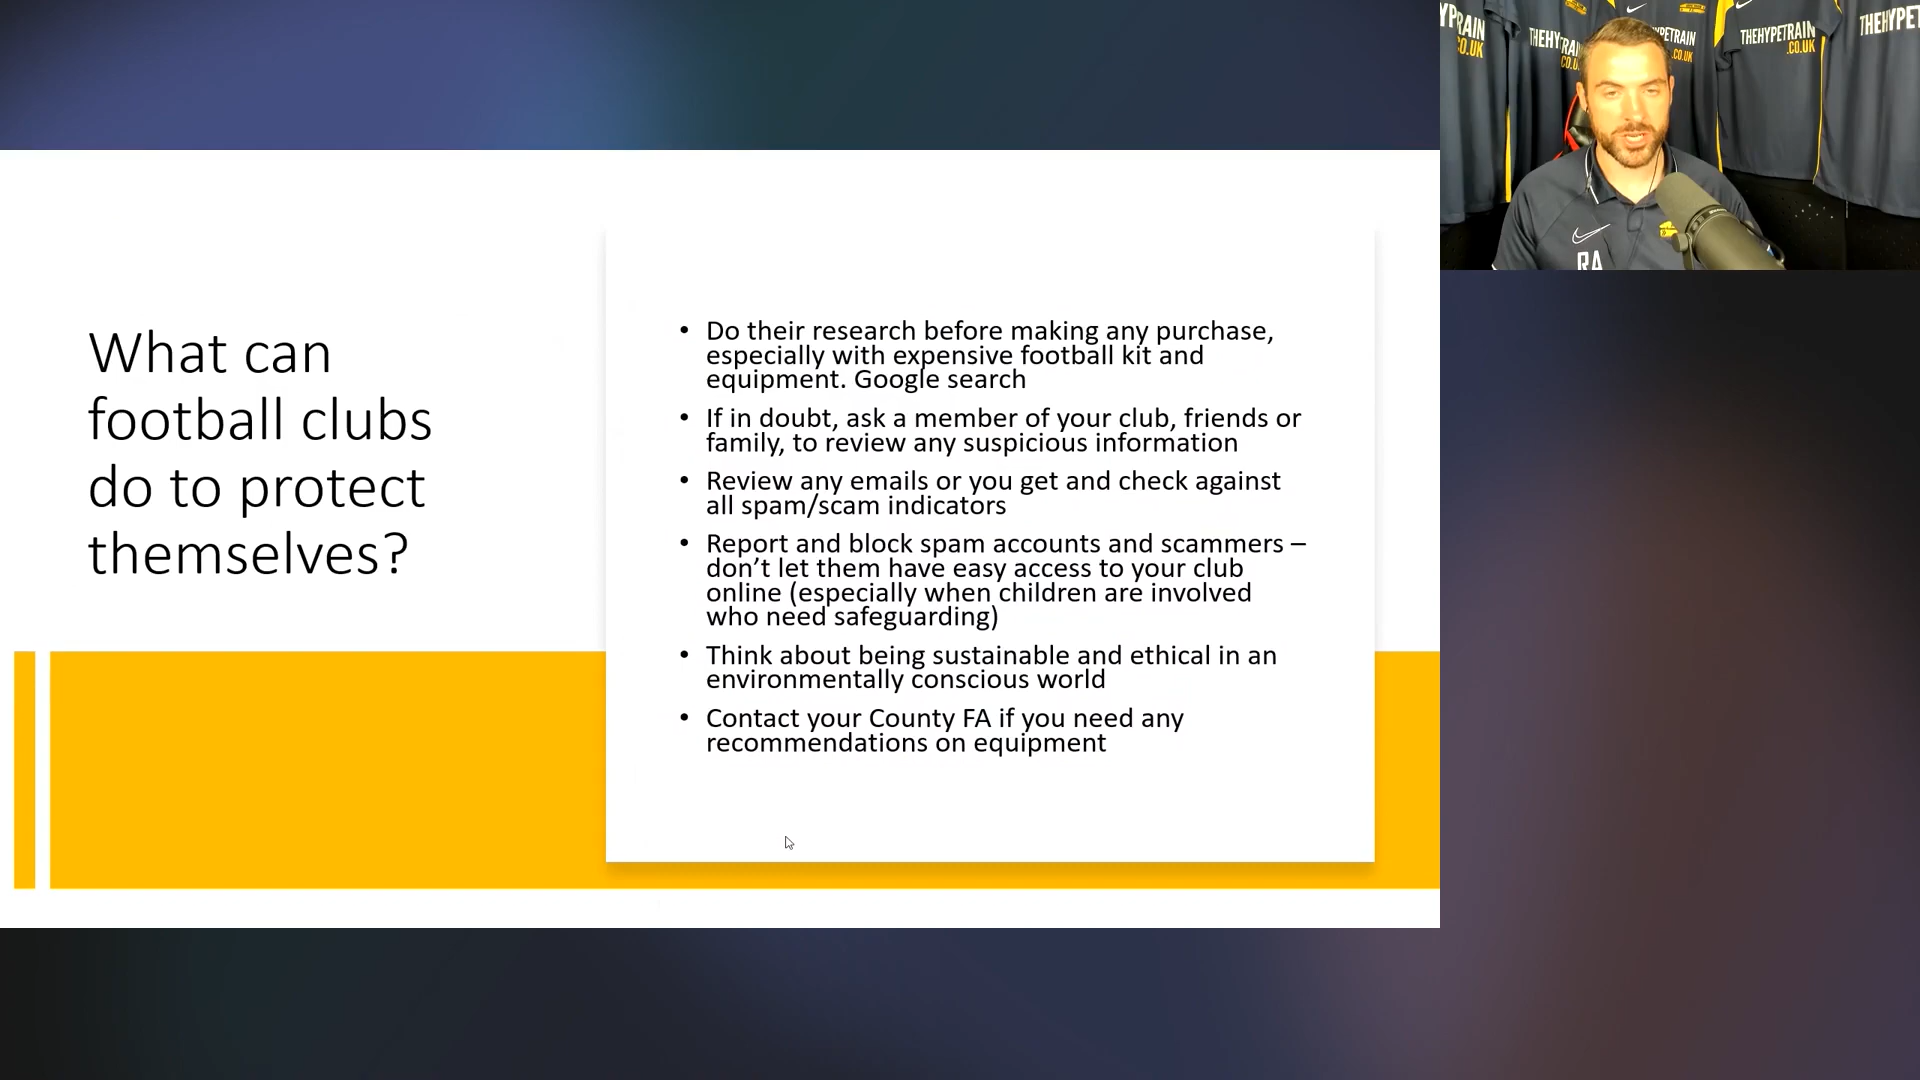 What can
football clubs
do to protect
themselves?
• Do their research before making any purchase,
especially with expensive football kit and
equipment. Google search
• If in doubt, ask a member of your club, friends or
family, to review any suspicious information
• Review any emails or you get and check against
all spam/scam indicators
• Report and block spam accounts and scammers –
don’t let them have easy access to your club
online (especially when children are involved
who need safeguarding)
• Think about being sustainable and ethical in an
environmentally conscious world
• Contact your County FA if you need any
recommendations on equipment
THEHYPETRAIN
.CO.UK
RA